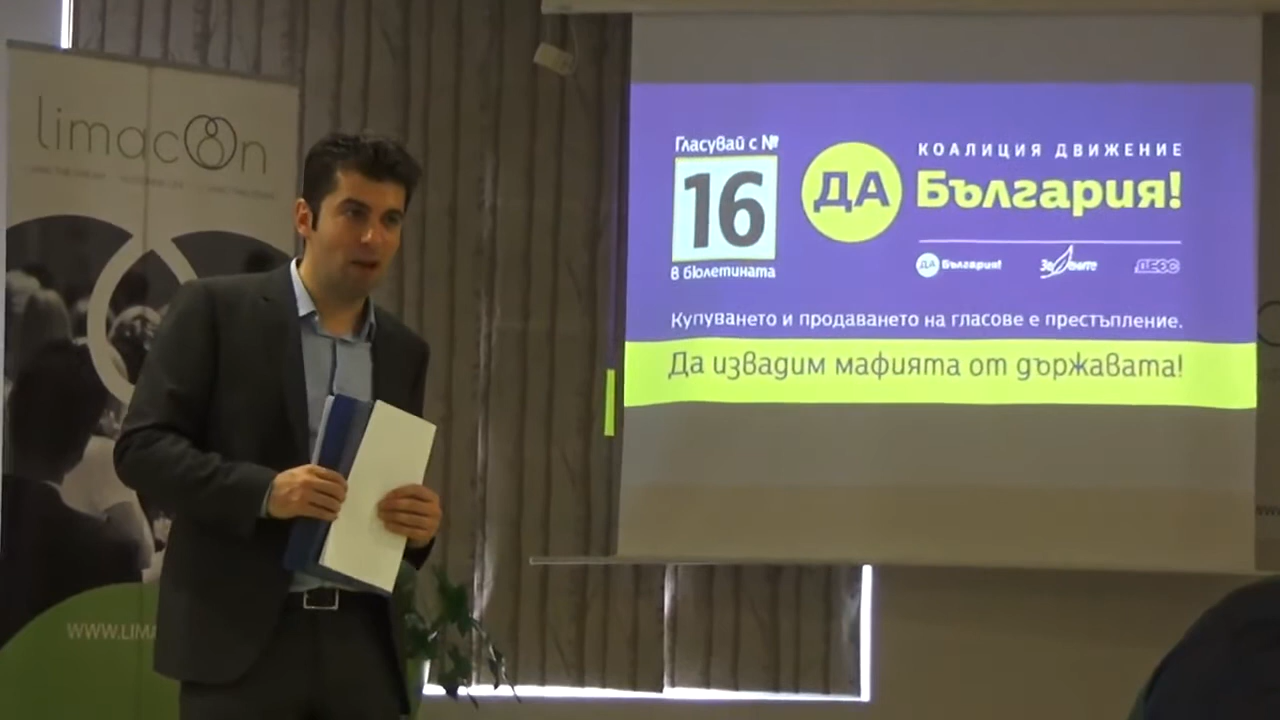 limacon
WWW.LIMA
Гласувай с №
16
в бюлетината
ДА
КОАЛИЦИЯ ДВИЖЕНИЕ
България!
ДА България!
Зелените
ДЕОС
Купуването и продаването на гласове е престъпление.
Да извадим мафията от държавата!